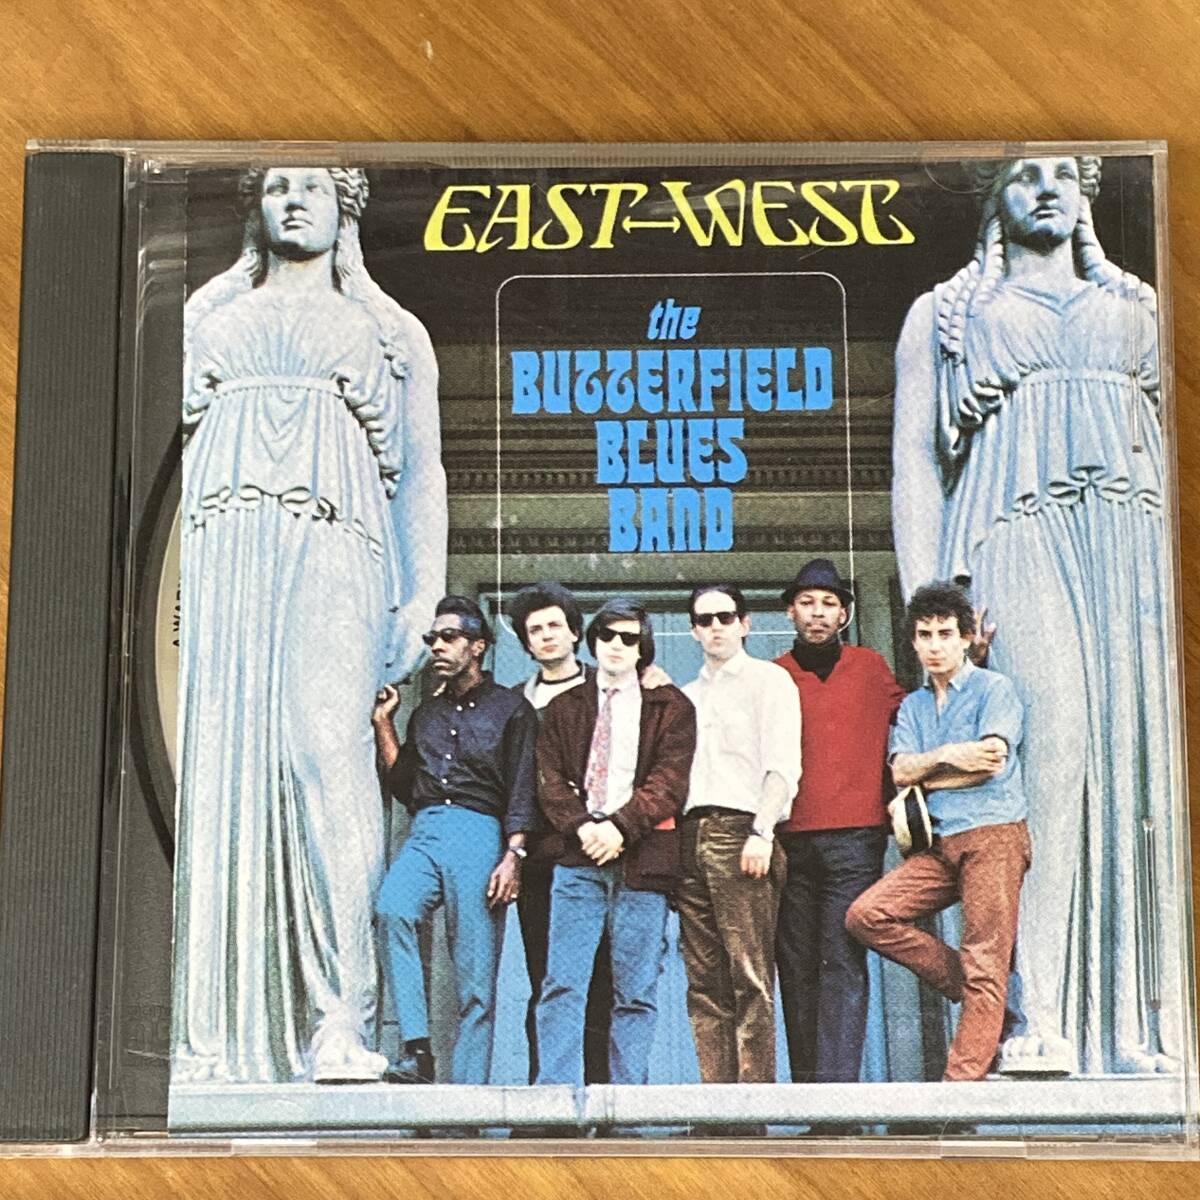 EAST↔WEST
the
BUTTERFIELD
BLUES
BAND